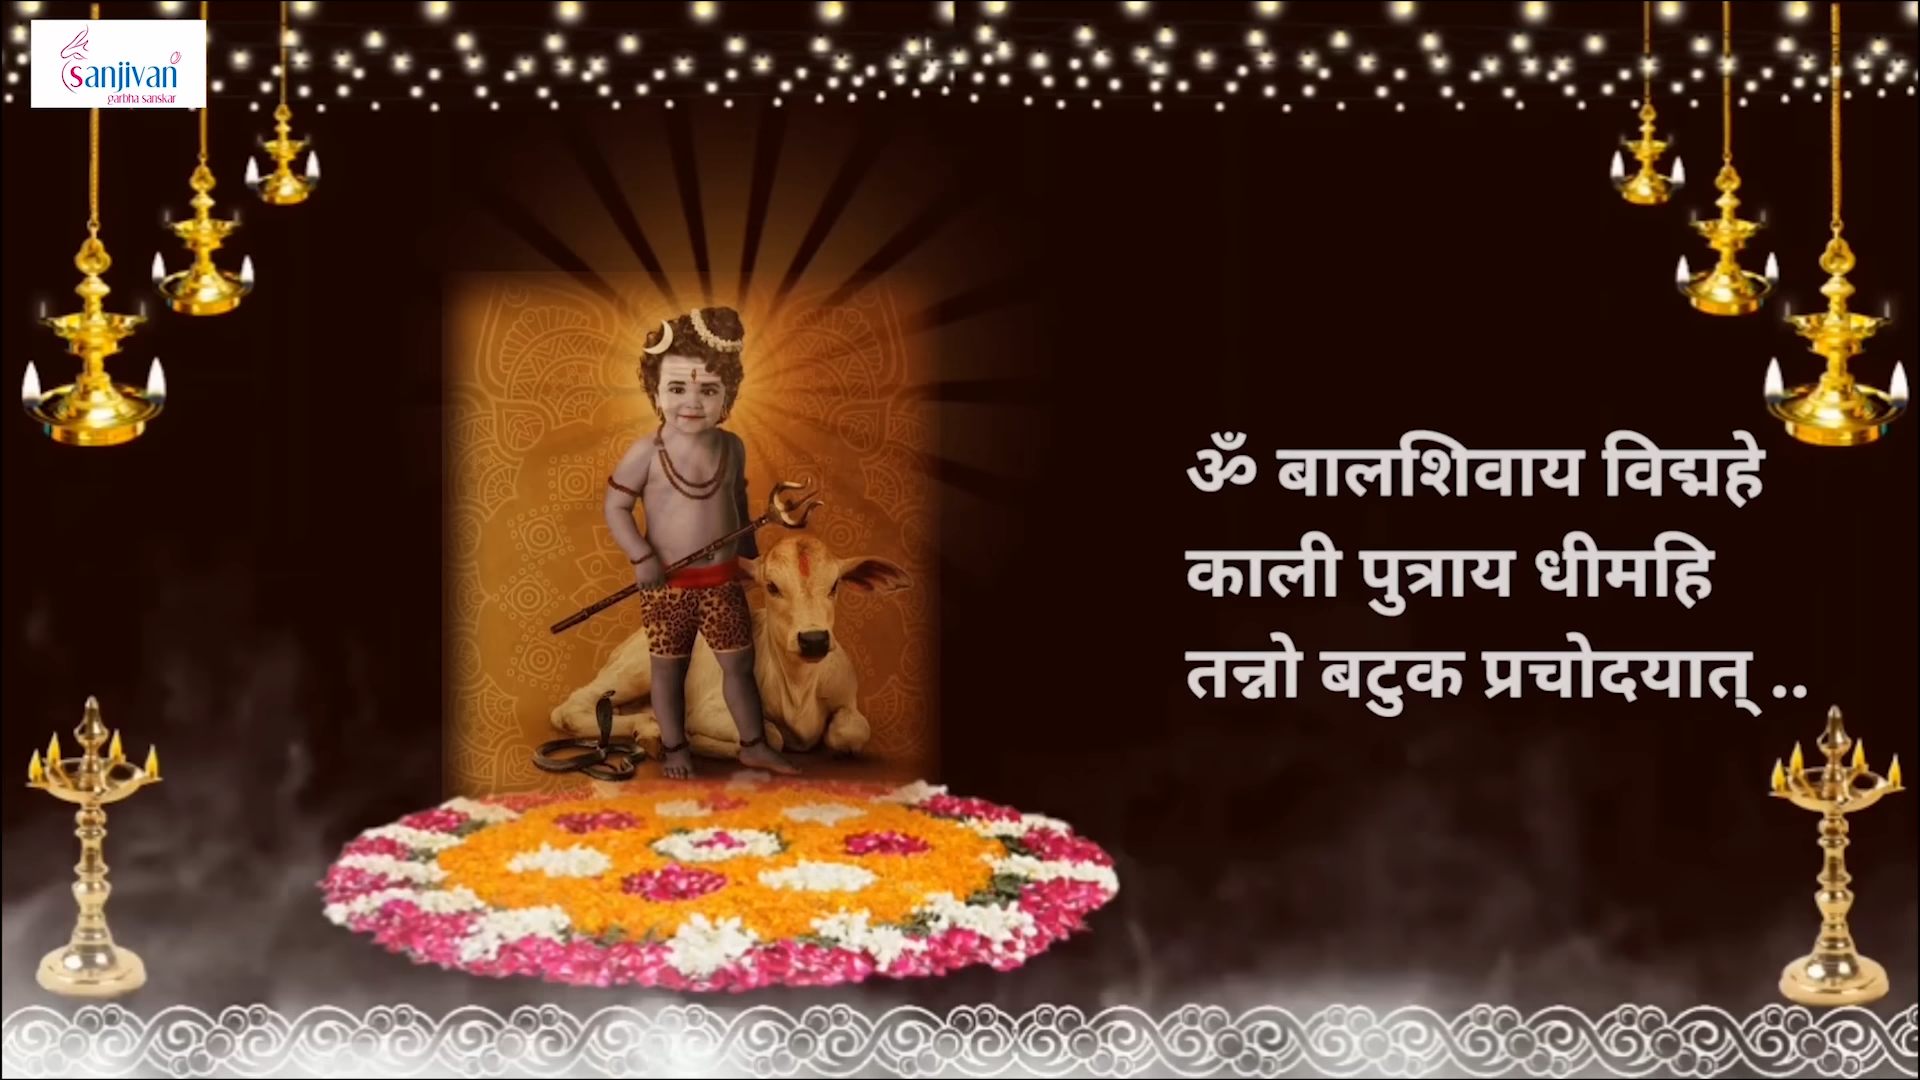 sanjivan
garbha sanskar
ॐ बालशिवाय विद्महे
काली पुत्राय धीमहि
तन्नो बटुक प्रचोदयात् ..